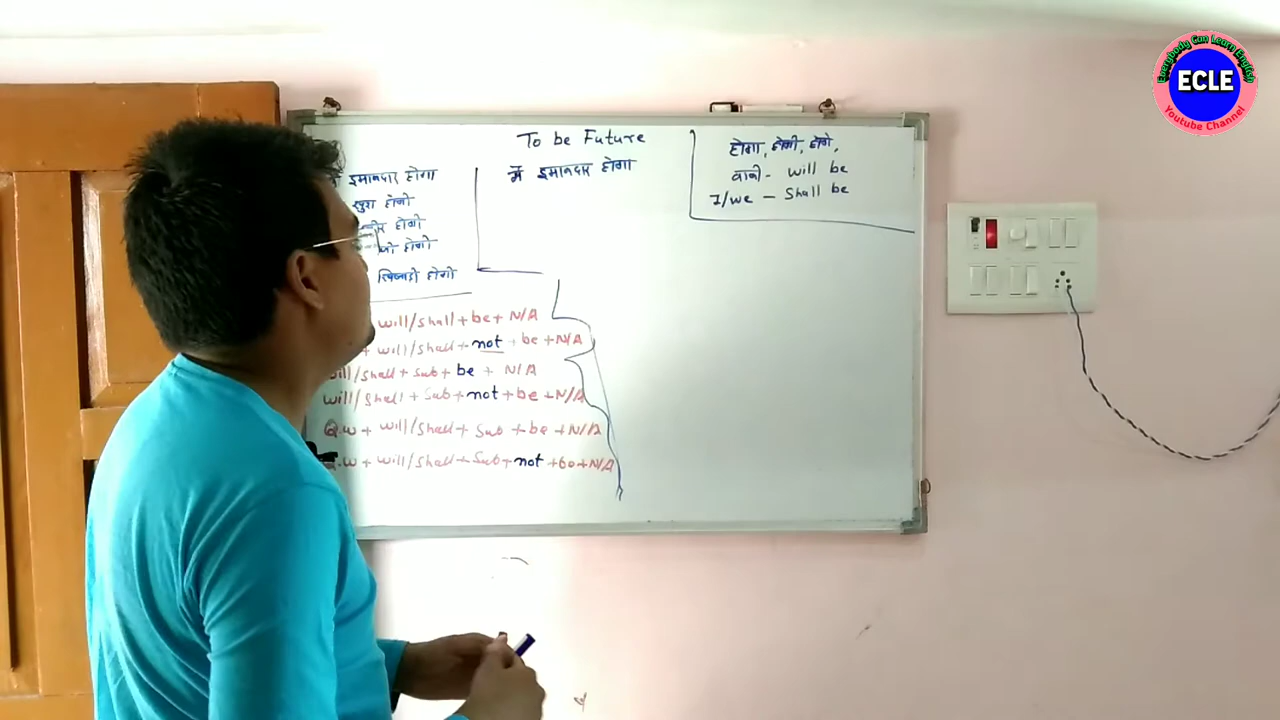 To be Future
में इमानदार होगा
होगा, होगी, होगे,
बाकी - will be
I/we - Shall be
इमानदार होगा
खुश होगी
होगी
होगी
खिलाडी होगी
will/shall + be + N/A
+ will/shall + not + be + N/A
will/shall + Sub + be + N/A
will/shall + Sub + not + be + N/A
Q.w + will/shall + Sub + be + N/A
Q.w + will/shall + Sub + not + be + N/A
Everybody Can Learn English
ECLE
Youtube Channel